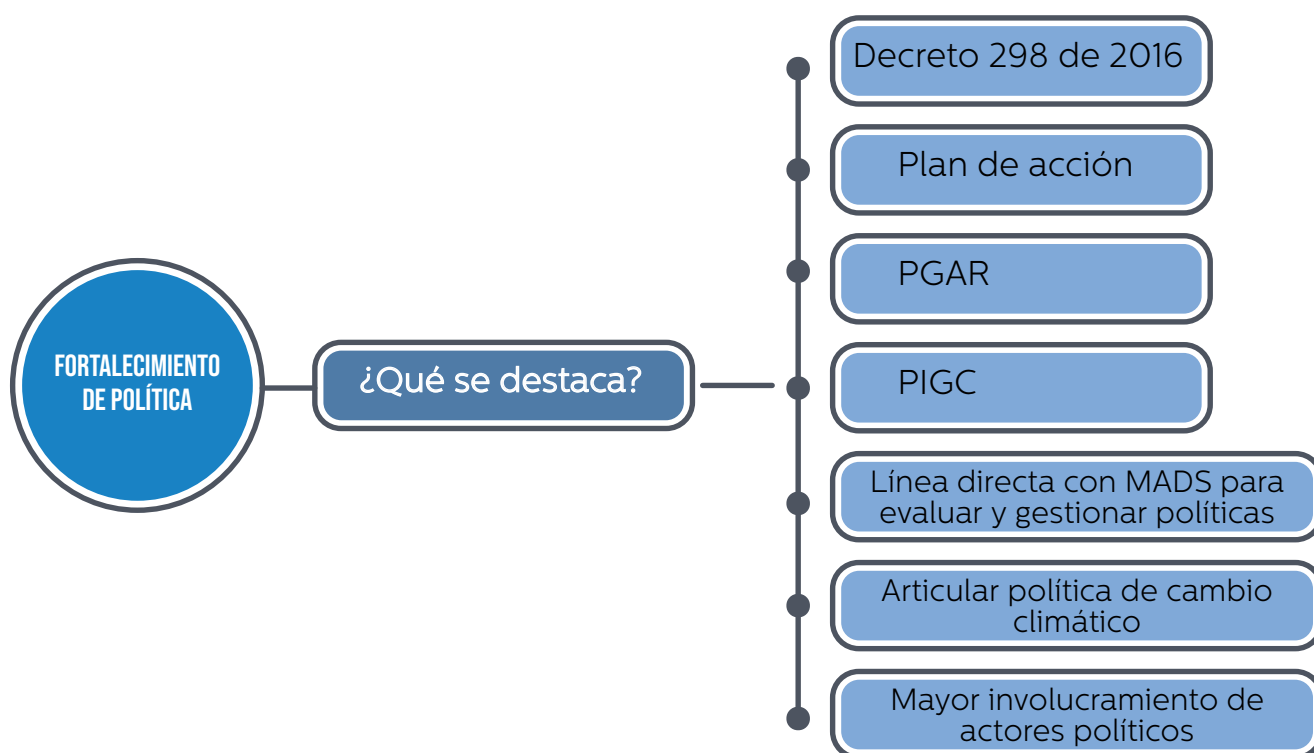 FORTALECIMIENTO
DE POLÍTICA
¿Qué se destaca?
Decreto 298 de 2016
Plan de acción
PGAR
PIGC
Línea directa con MADS para
evaluar y gestionar políticas
Articular política de cambio
climático
Mayor involucramiento de
actores políticos